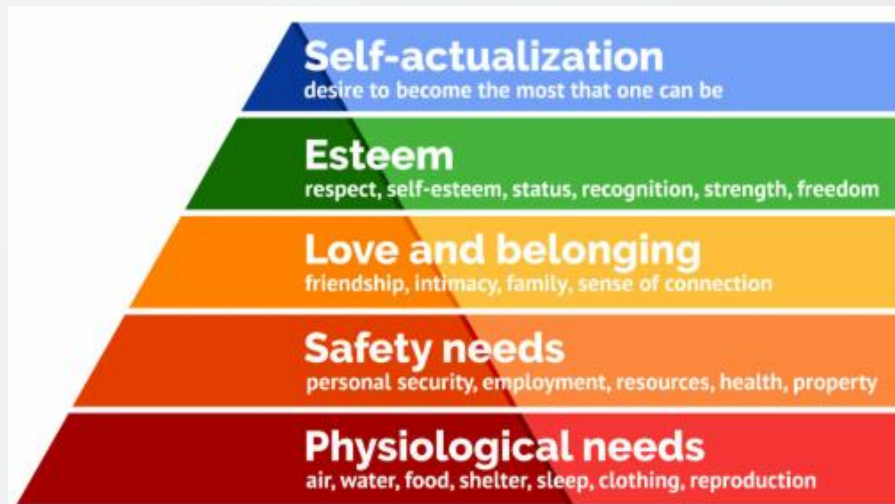 Self-actualization
desire to become the most that one can be
Esteem
respect, self-esteem, status, recognition, strength, freedom
Love and belonging
friendship, intimacy, family, sense of connection
Safety needs
personal security, employment, resources, health, property
Physiological needs
air, water, food, shelter, sleep, clothing, reproduction